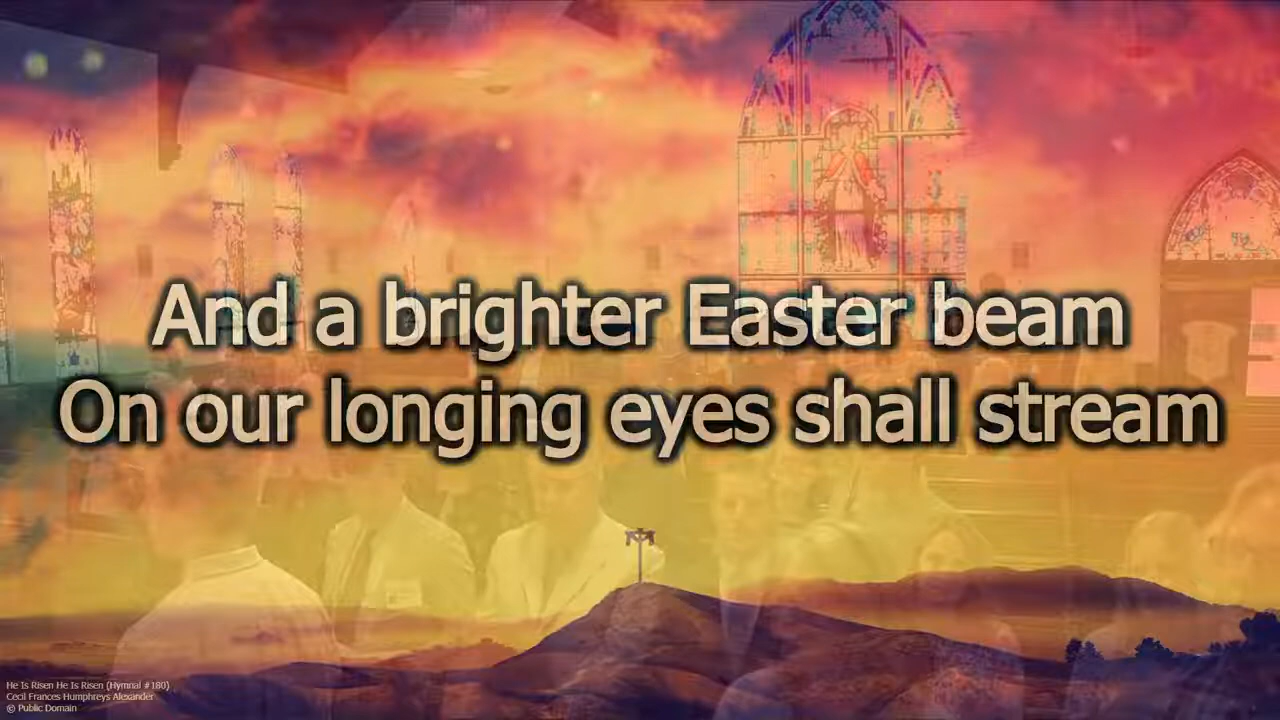 And a brighter Easter beam
On our longing eyes shall stream
He Is Risen He Is Risen (Hymnal #180)
Cecil Frances Humphreys Alexander
© Public Domain